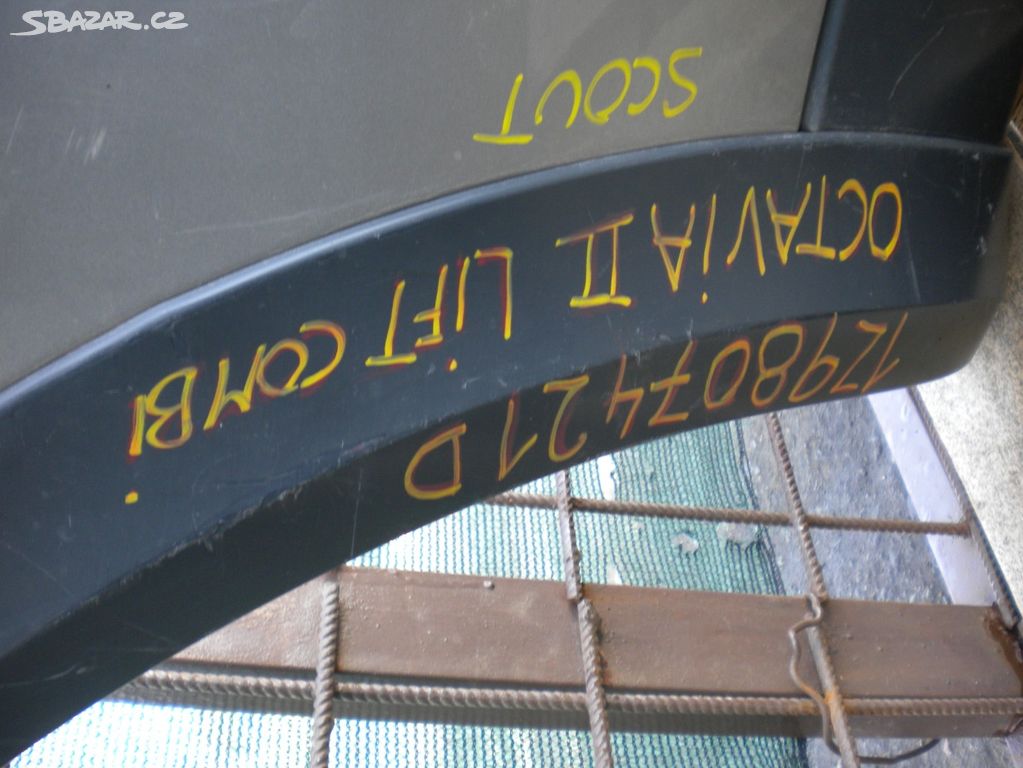 SBAZAR.CZ
1Z9807421D
OCTAViA II LiFT COMBi
SCOUT